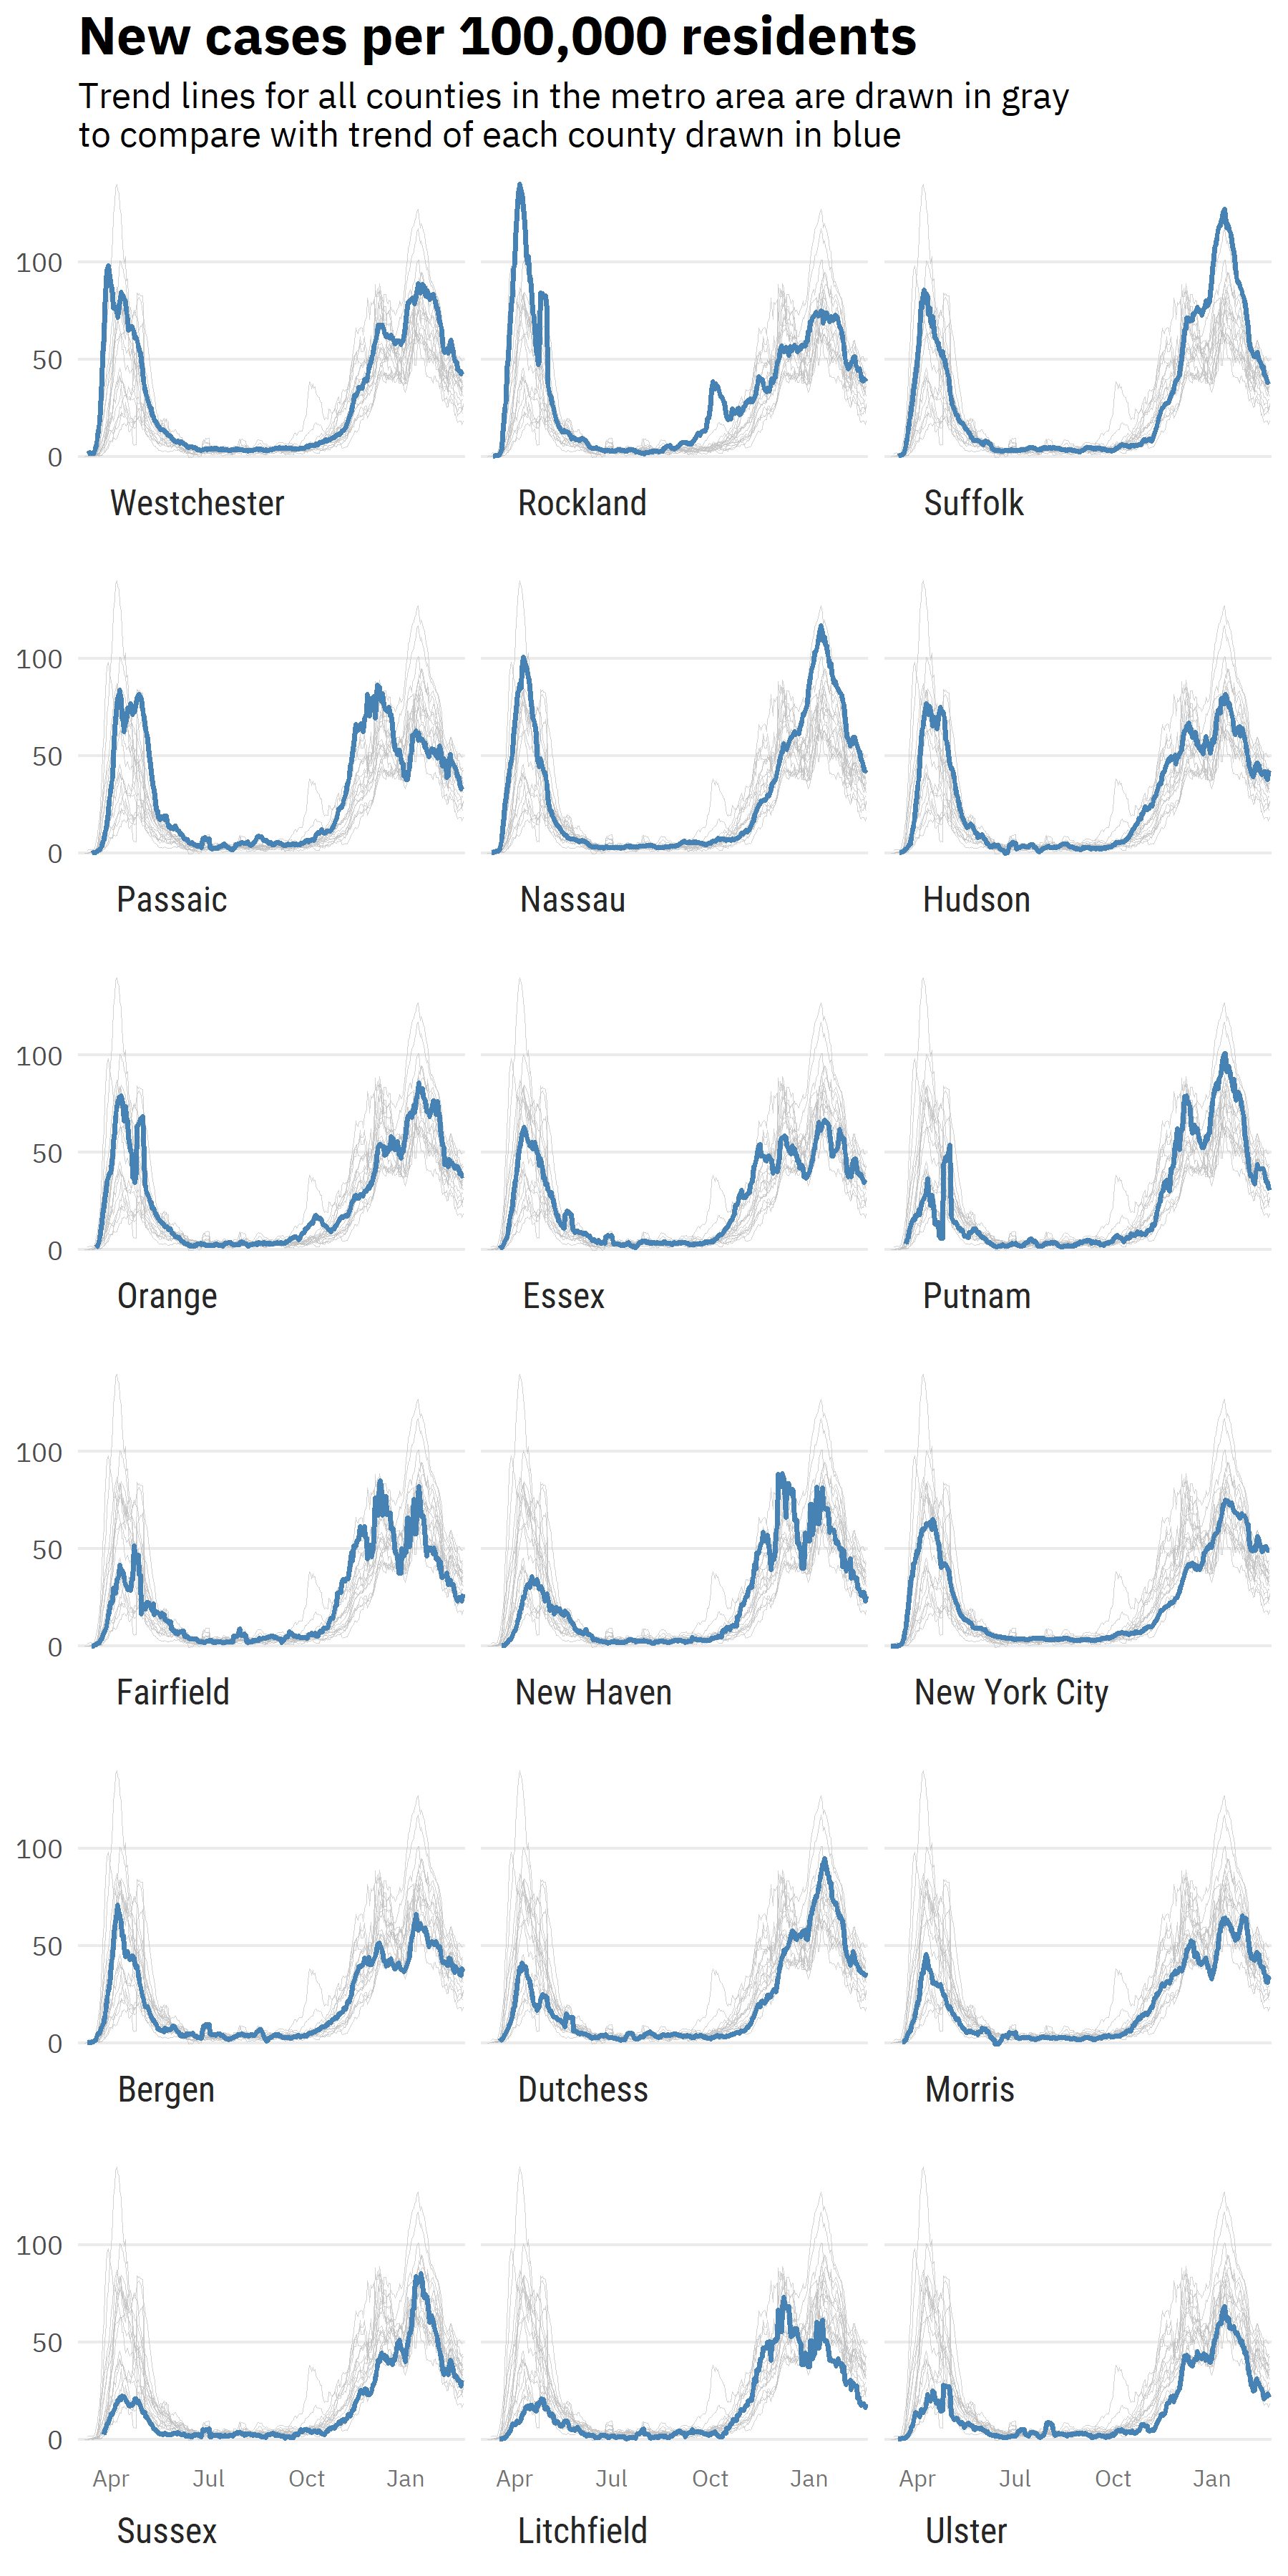 New cases per 100,000 residents
Trend lines for all counties in the metro area are drawn in gray
to compare with trend of each county drawn in blue
100
50
0
Westchester
Rockland
Suffolk
100
50
0
Passaic
Nassau
Hudson
100
50
0
Orange
Essex
Putnam
100
50
0
Fairfield
New Haven
New York City
100
50
0
Bergen
Dutchess
Morris
100
50
0
Apr Jul Oct Jan
Apr Jul Oct Jan
Apr Jul Oct Jan
Sussex
Litchfield
Ulster